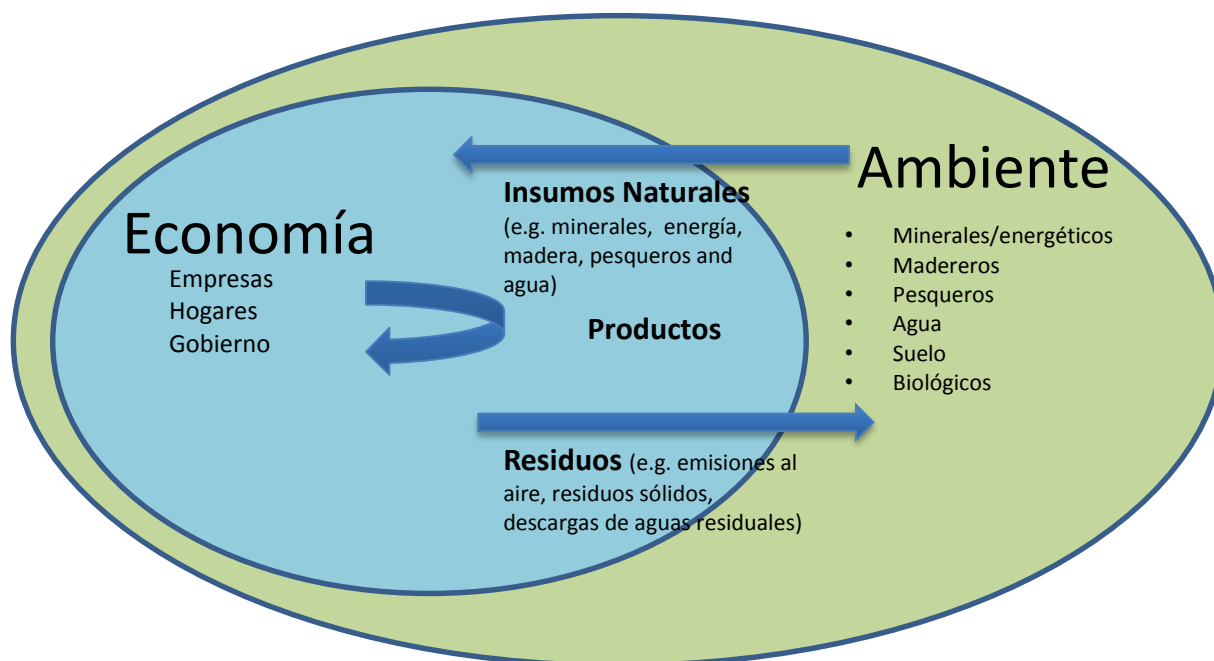 Economía
Empresas
Hogares
Gobierno
Insumos Naturales
(e.g. minerales, energía,
madera, pesqueros and
agua)
Productos
Residuos (e.g. emisiones al
aire, residuos sólidos,
descargas de aguas residuales)
Ambiente
• Minerales/energéticos
• Madereros
• Pesqueros
• Agua
• Suelo
• Biológicos